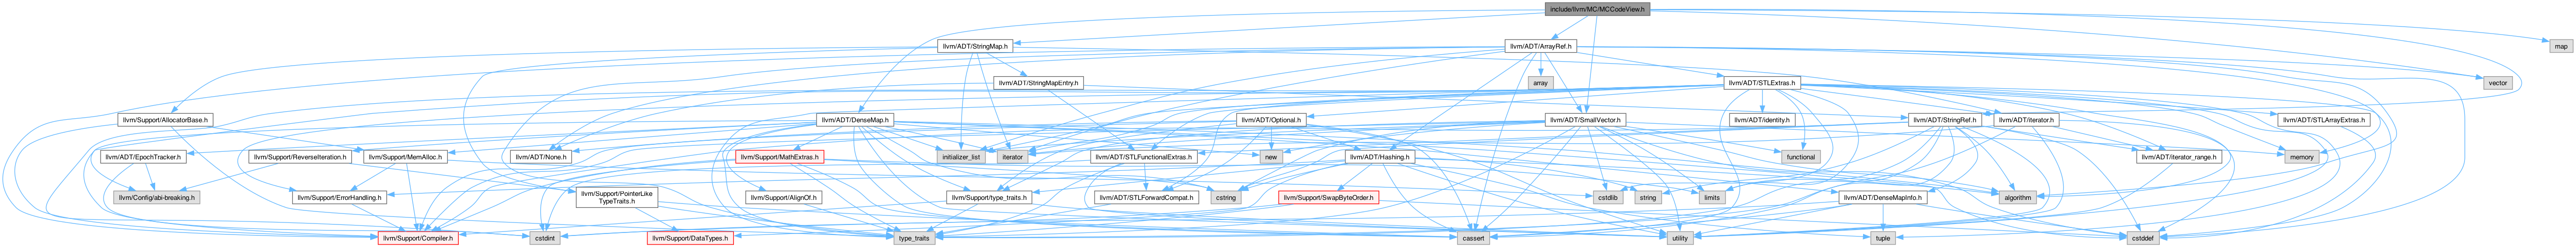 include/llvm/MC/MCCodeView.h
llvm/ADT/StringMap.h
llvm/ADT/ArrayRef.h
map
llvm/ADT/StringMapEntry.h
array
llvm/ADT/STLExtras.h
vector
llvm/Support/AllocatorBase.h
llvm/ADT/DenseMap.h
llvm/ADT/Optional.h
llvm/ADT/SmallVector.h
llvm/ADT/identity.h
llvm/ADT/StringRef.h
llvm/ADT/iterator.h
llvm/ADT/STLArrayExtras.h
llvm/ADT/EpochTracker.h
llvm/Support/ReverseIteration.h
llvm/Support/MemAlloc.h
llvm/ADT/None.h
llvm/Support/MathExtras.h
initializer_list
iterator
llvm/ADT/STLFunctionalExtras.h
new
llvm/ADT/Hashing.h
functional
llvm/ADT/iterator_range.h
memory
llvm/Config/abi-breaking.h
llvm/Support/ErrorHandling.h
llvm/Support/PointerLike
TypeTraits.h
llvm/Support/AlignOf.h
llvm/Support/type_traits.h
llvm/ADT/STLForwardCompat.h
cstring
llvm/Support/SwapByteOrder.h
cstdlib
string
limits
llvm/ADT/DenseMapInfo.h
algorithm
llvm/Support/Compiler.h
cstdint
llvm/Support/DataTypes.h
type_traits
cassert
utility
tuple
cstddef